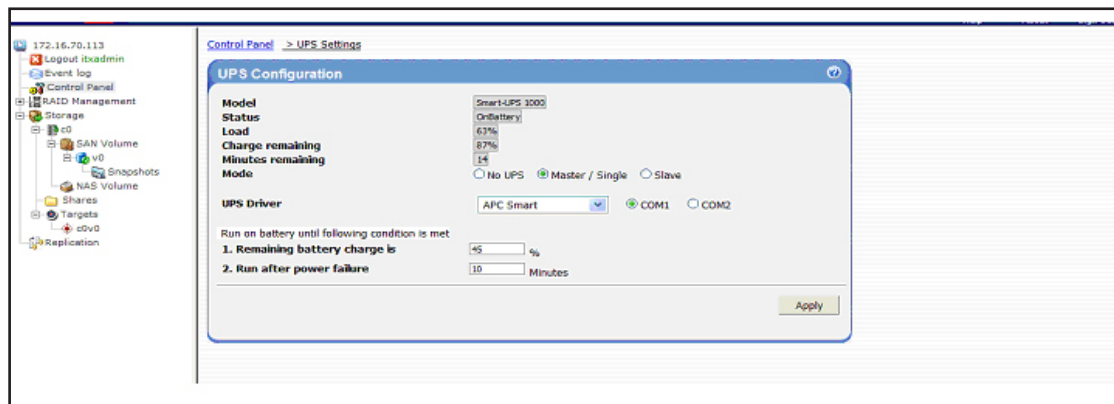 172.16.70.113
Logout itxadmin
Event log
Control Panel
RAID Management
Storage
c0
SAN Volume
v0
Snapshots
NAS Volume
Shares
Targets
c0v0
Replication
Control Panel > UPS Settings
UPS Configuration
Model Smart-UPS 1000
Status OnBattery
Load 63%
Charge remaining 87%
Minutes remaining 14
Mode No UPS Master / Single Slave
UPS Driver APC Smart COM1 COM2
Run on battery until following condition is met
1. Remaining battery charge is 45 %
2. Run after power failure 10 Minutes
Apply